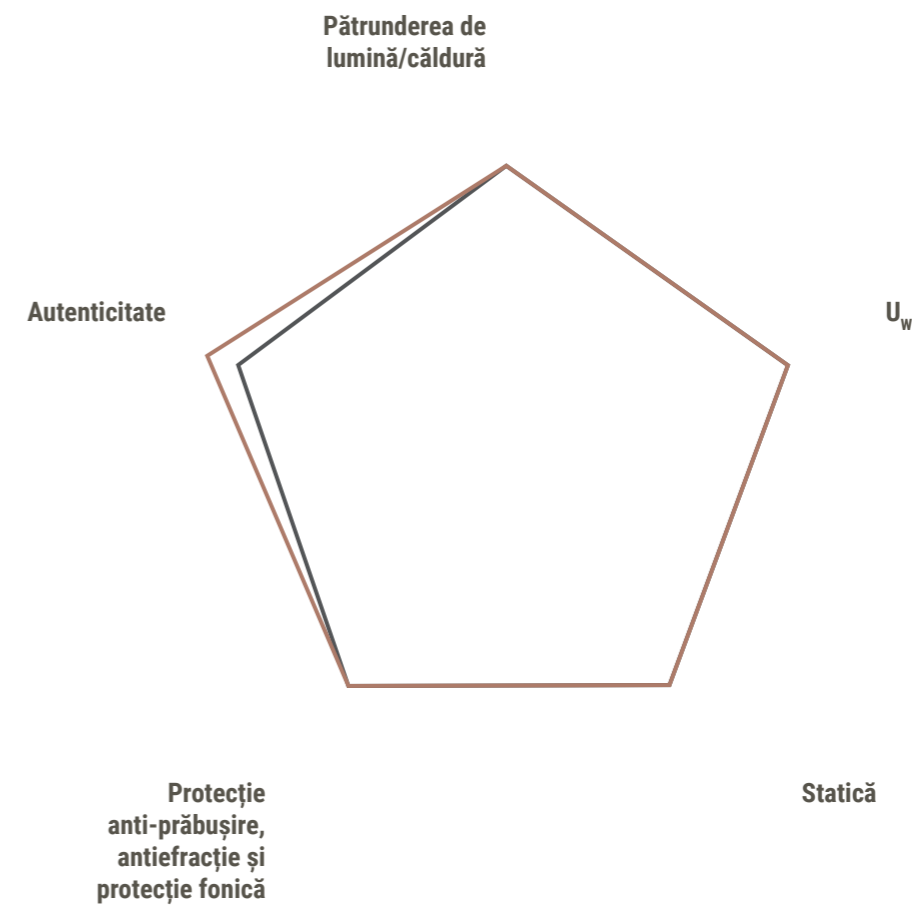 Pătrunderea de
lumină/căldură
Autenticitate
Uw
Statică
Protecție
anti-prăbușire,
antiefracție și
protecție fonică